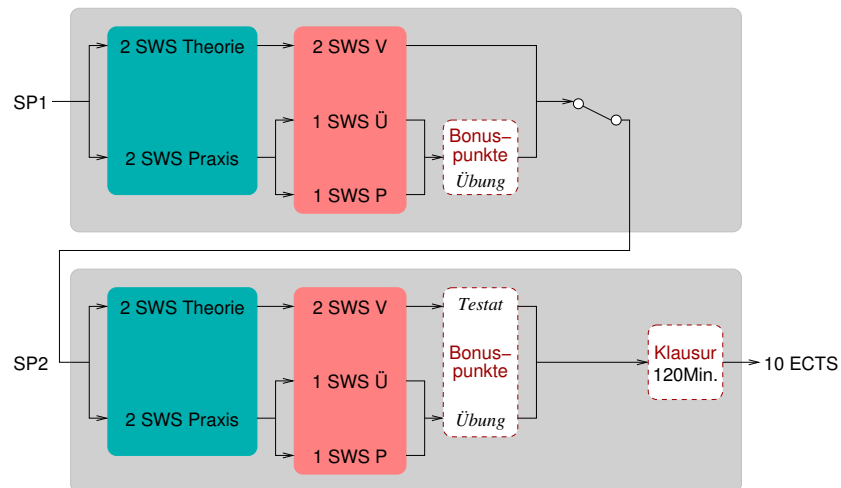 SP1
2 SWS Theorie
2 SWS V
2 SWS Praxis
1 SWS Ü
1 SWS P
Bonus–
punkte
Übung
SP2
2 SWS Theorie
2 SWS V
2 SWS Praxis
1 SWS Ü
1 SWS P
Testat
Bonus–
punkte
Übung
Klausur
120Min.
10 ECTS